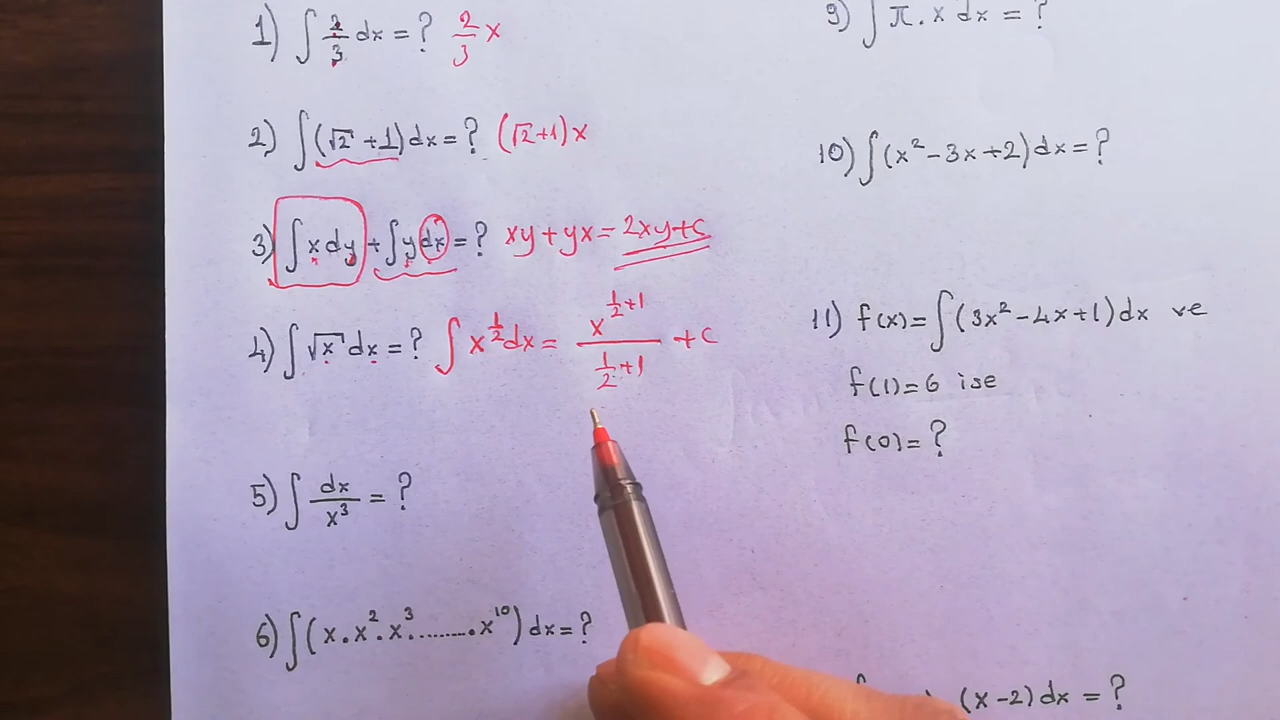 1) ∫ 2/3 dx = ? 2/3 x
2) ∫(√2 + 1)dx = ? (√2+1)x
3) ∫x dy + ∫y dx = ? xy + yx = 2xy+c
4) ∫√x dx = ? ∫x^(1/2) dx = x^(1/2+1) / (1/2+1) + c
5) ∫ dx/x³ = ?
6) ∫(x.x².x³.........x¹⁰)dx = ?
9) ∫π.x dx = ?
10) ∫(x² - 3x + 2)dx = ?
11) f(x) = ∫(3x² - 4x + 1)dx ve
f(1) = 6 ise
f(0) = ?
(x-2)dx = ?